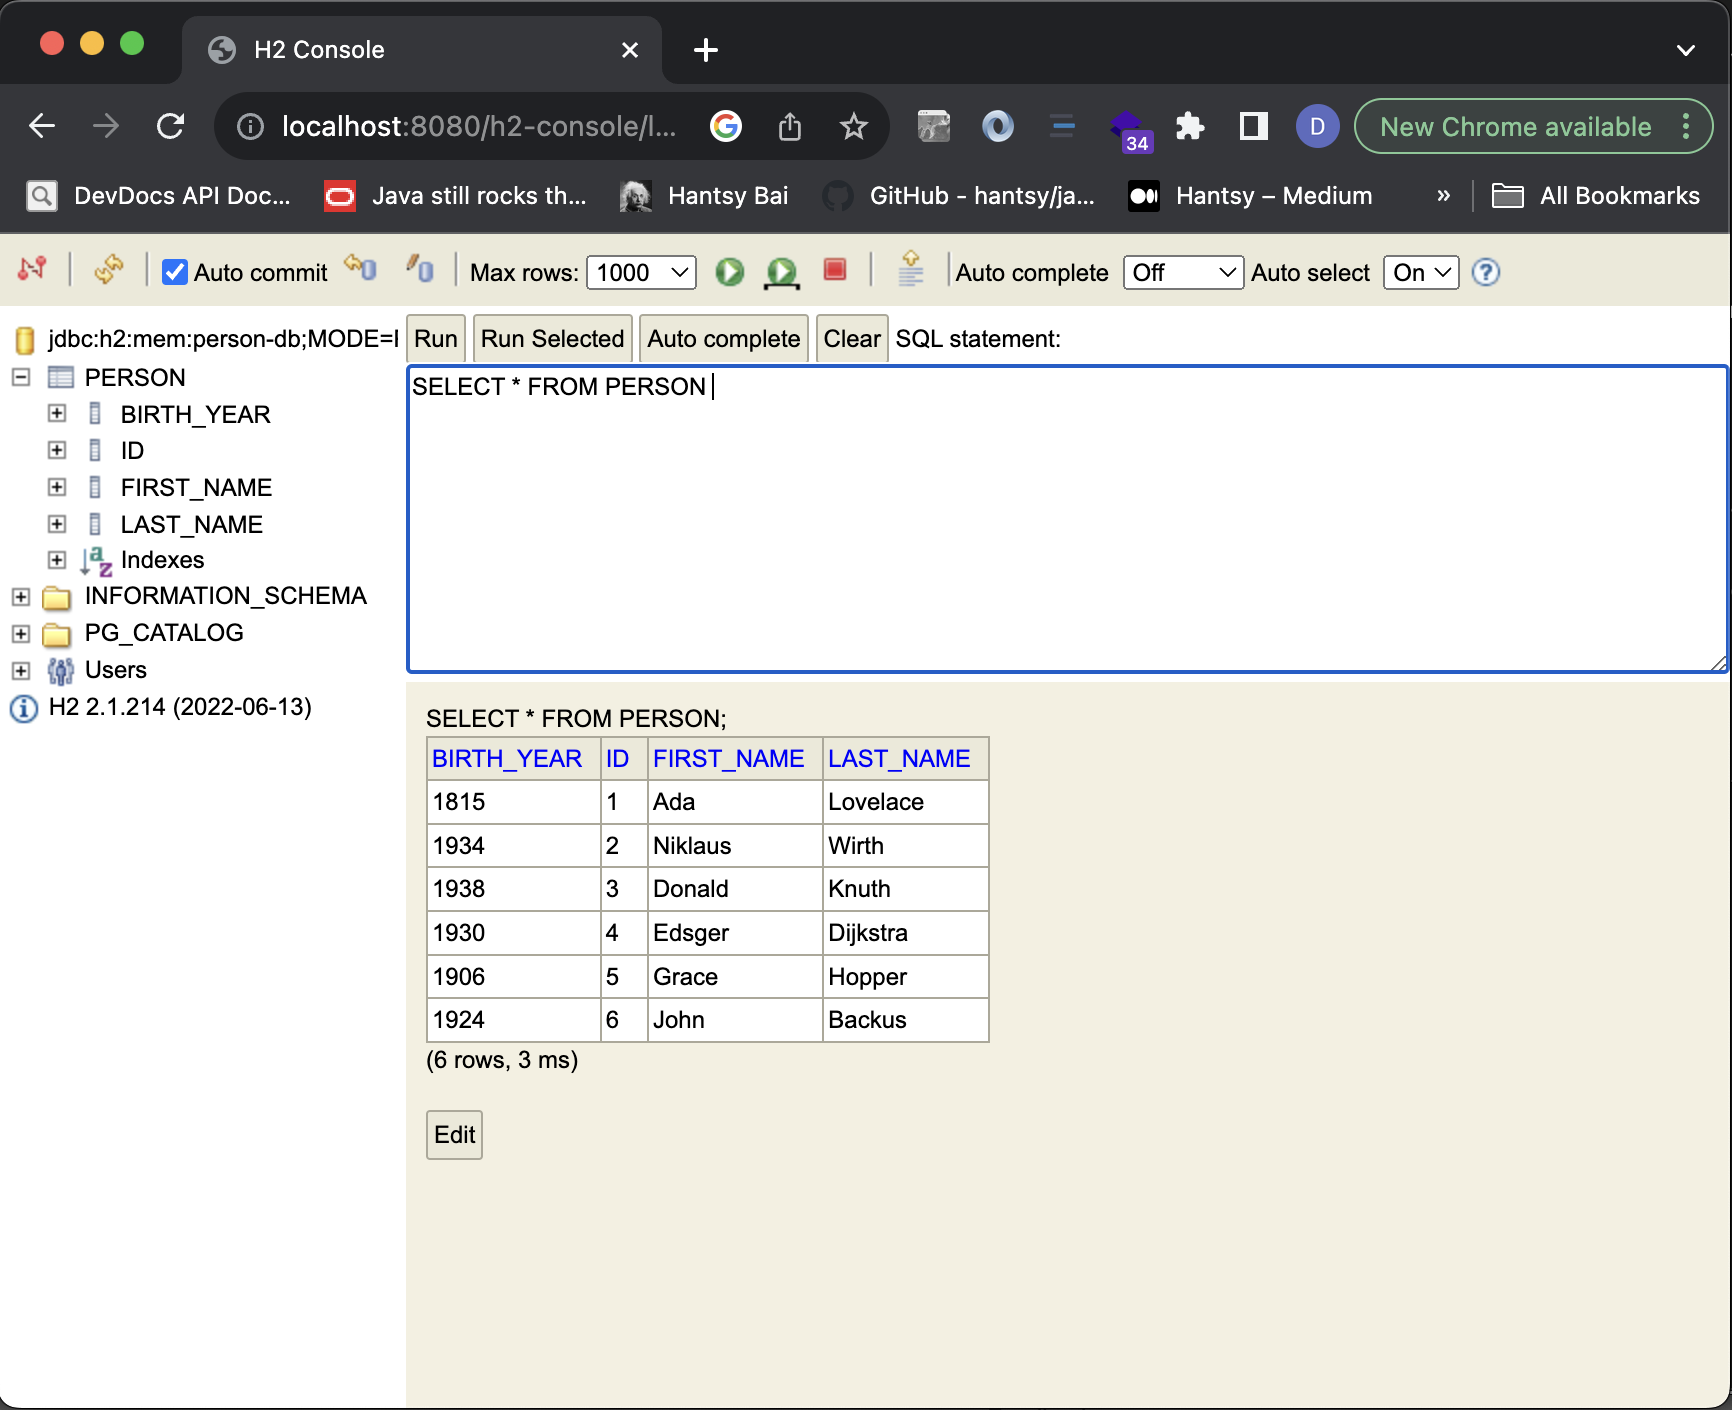 H2 Console
localhost:8080/h2-console/l...
34
D
New Chrome available
DevDocs API Doc...
Java still rocks th...
Hantsy Bai
GitHub - hantsy/ja...
Hantsy – Medium
»
All Bookmarks
Auto commit
Max rows: 1000
Auto complete Off
Auto select On
?
jdbc:h2:mem:person-db;MODE=
PERSON
BIRTH_YEAR
ID
FIRST_NAME
LAST_NAME
Indexes
INFORMATION_SCHEMA
PG_CATALOG
Users
H2 2.1.214 (2022-06-13)
Run Run Selected Auto complete Clear SQL statement:
SELECT * FROM PERSON
SELECT * FROM PERSON;
BIRTH_YEAR ID FIRST_NAME LAST_NAME
1815 1 Ada Lovelace
1934 2 Niklaus Wirth
1938 3 Donald Knuth
1930 4 Edsger Dijkstra
1906 5 Grace Hopper
1924 6 John Backus
(6 rows, 3 ms)
Edit